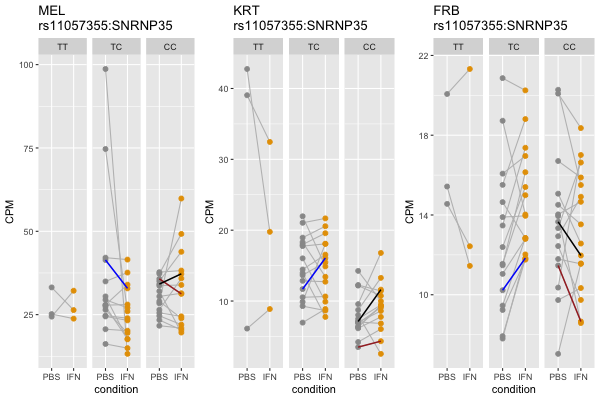 MEL
rs11057355:SNRNP35
TT TC CC
CPM
100
75
50
25
PBS IFN PBS IFN PBS IFN
condition
KRT
rs11057355:SNRNP35
TT TC CC
CPM
40
30
20
10
PBS IFN PBS IFN PBS IFN
condition
FRB
rs11057355:SNRNP35
TT TC CC
CPM
22
18
14
10
PBS IFN PBS IFN PBS IFN
condition